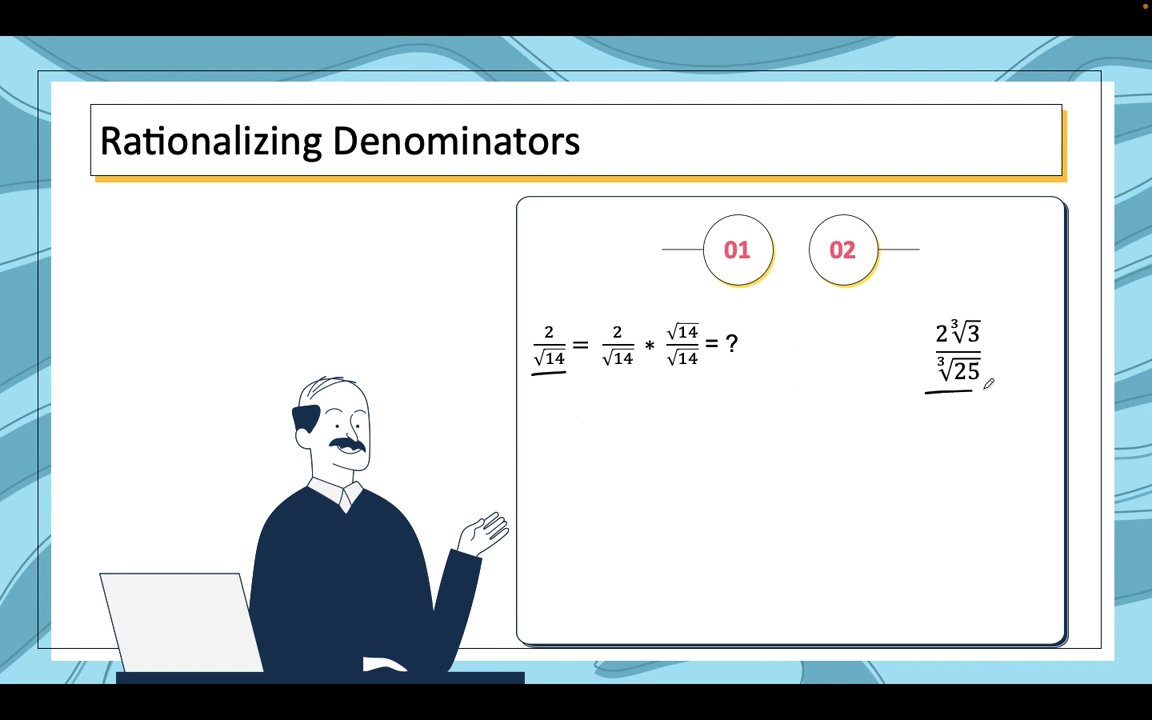 Rationalizing Denominators
01 02
2/√14 = 2/√14 * √14/√14 = ?
2∛3/∛25